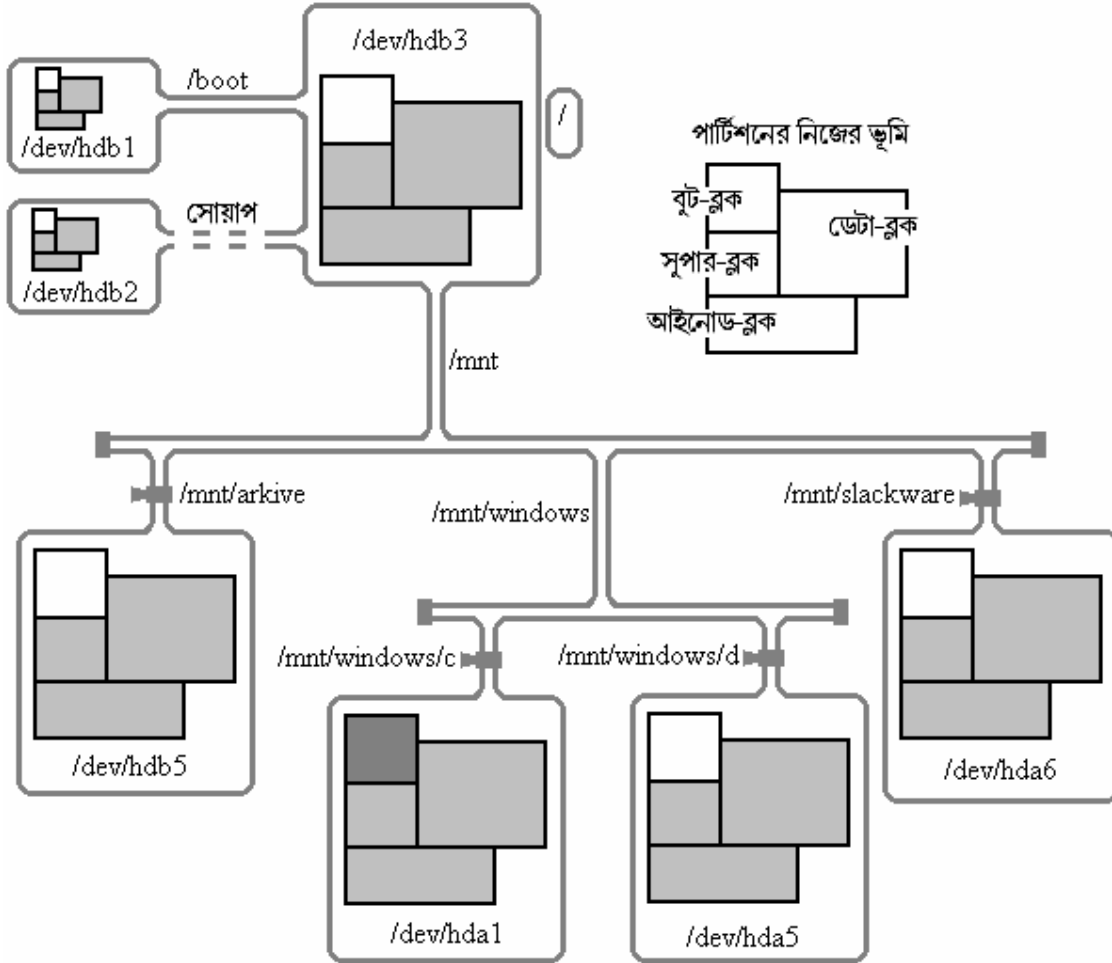 /dev/hdb3
/boot
/dev/hdb1
/
পার্টিশনের নিজের ভূমি
বুট-ব্লক
ডেটা-ব্লক
সুপার-ব্লক
আইনোড-ব্লক
সোয়াপ
/dev/hdb2
/mnt
/mnt/arkive
/mnt/windows
/mnt/slackware
/dev/hdb5
/mnt/windows/c
/mnt/windows/d
/dev/hda6
/dev/hda1
/dev/hda5